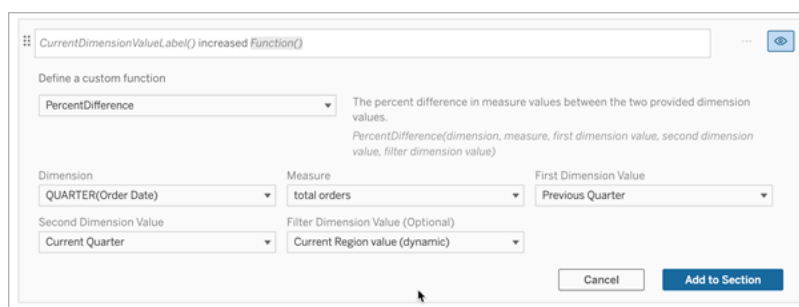 CurrentDimensionValueLabel() increased Function()
Define a custom function
PercentDifference
The percent difference in measure values between the two provided dimension
values.
PercentDifference(dimension, measure, first dimension value, second dimension
value, filter dimension value)
Dimension Measure First Dimension Value
QUARTER(Order Date) total orders Previous Quarter
Second Dimension Value Filter Dimension Value (Optional)
Current Quarter Current Region value (dynamic)
Cancel Add to Section